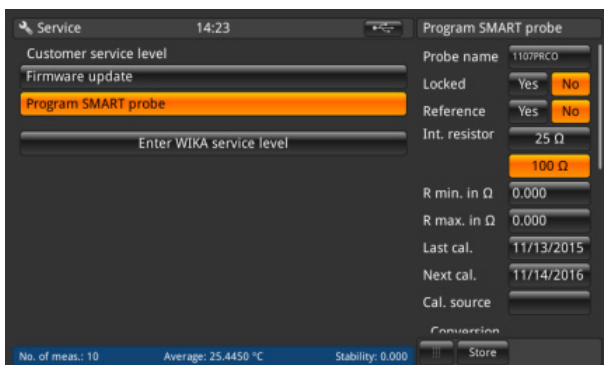 Service 14:23
Customer service level
Firmware update
Program SMART probe
Enter WIKA service level
No. of meas.: 10 Average: 25.4450 °C Stability: 0.000
Program SMART probe
Probe name 1107PRCO
Locked Yes No
Reference Yes No
Int. resistor 25 Ω
100 Ω
R min. in Ω 0.000
R max. in Ω 0.000
Last cal. 11/13/2015
Next cal. 11/14/2016
Cal. source
Conversion
Store